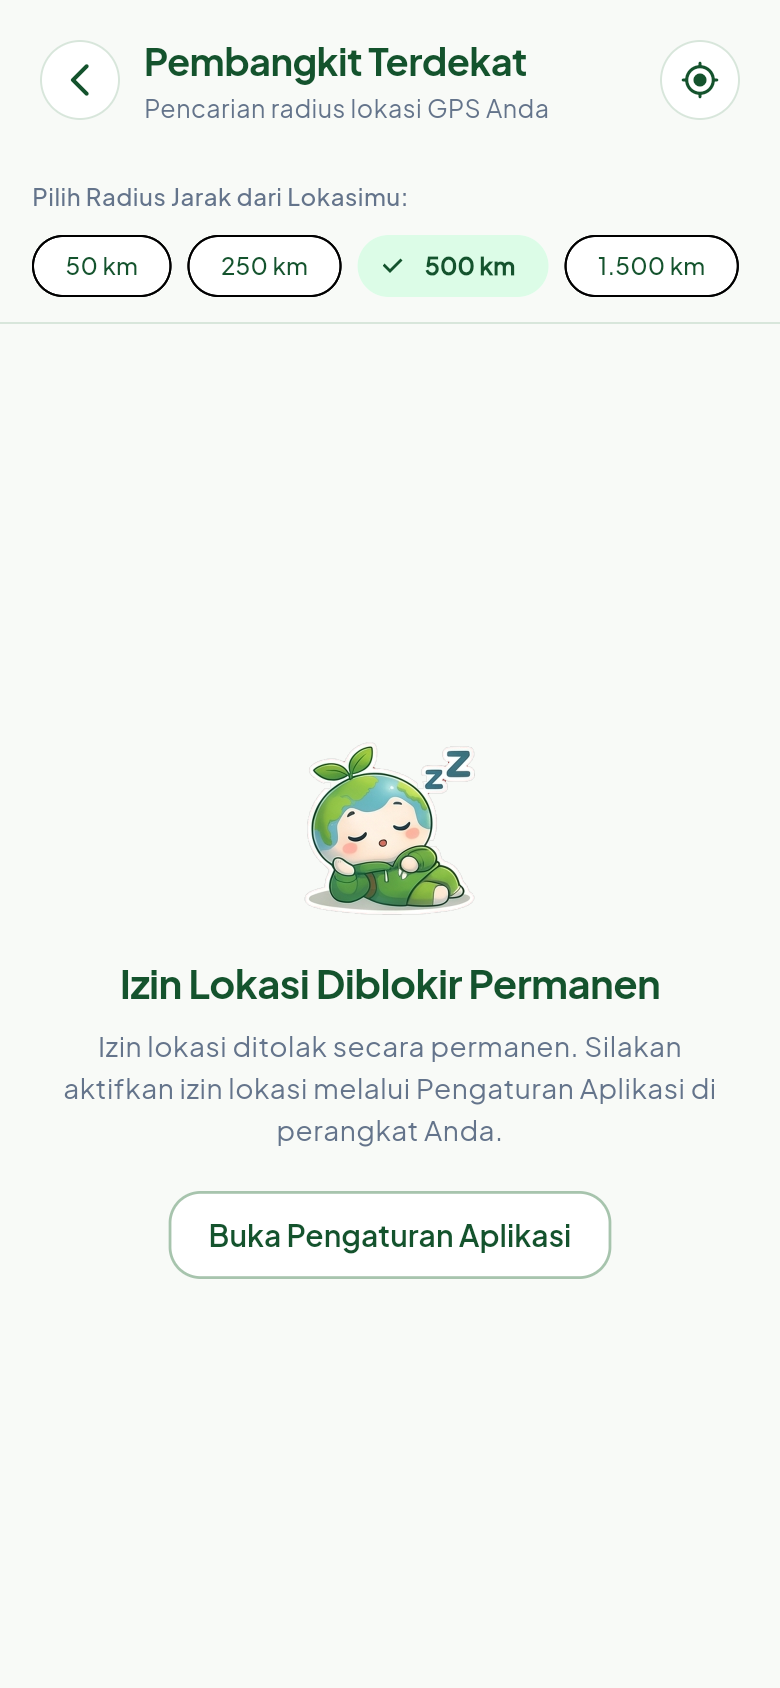 Pembangkit Terdekat
Pencarian radius lokasi GPS Anda
Pilih Radius Jarak dari Lokasimu:
50 km
250 km
500 km
1.500 km
z Z
Izin Lokasi Diblokir Permanen
Izin lokasi ditolak secara permanen. Silakan
aktifkan izin lokasi melalui Pengaturan Aplikasi di
perangkat Anda.
Buka Pengaturan Aplikasi